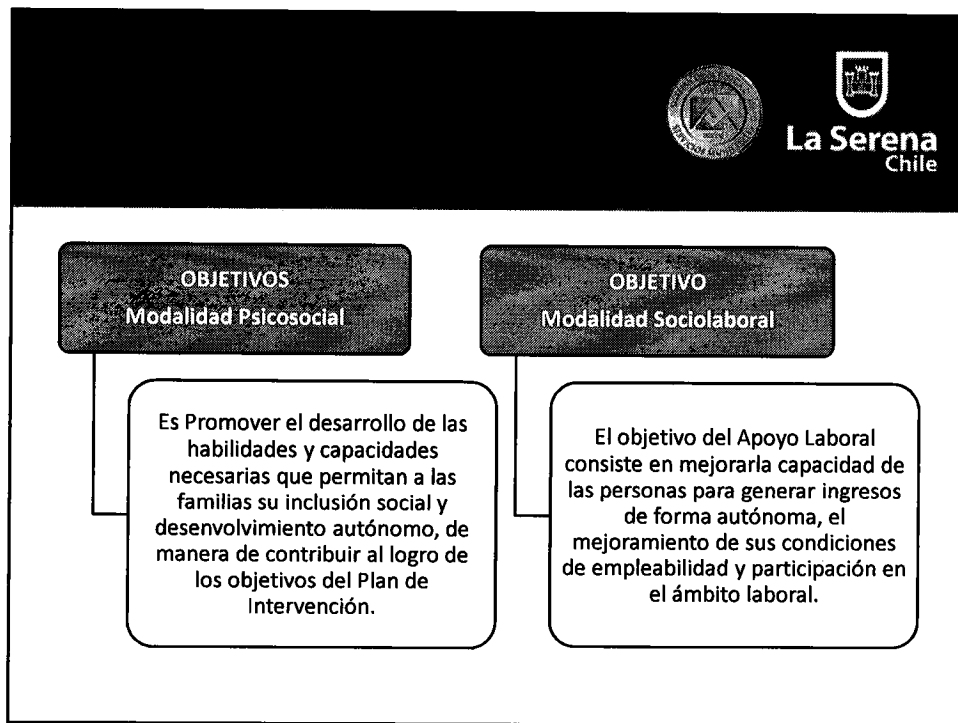 La Serena
Chile
OBJETIVOS
Modalidad Psicosocial
Es Promover el desarrollo de las
habilidades y capacidades
necesarias que permitan a las
familias su inclusión social y
desenvolvimiento autónomo, de
manera de contribuir al logro de
los objetivos del Plan de
Intervención.
OBJETIVO
Modalidad Sociolaboral
El objetivo del Apoyo Laboral
consiste en mejorarla capacidad de
las personas para generar ingresos
de forma autónoma, el
mejoramiento de sus condiciones
de empleabilidad y participación en
el ámbito laboral.